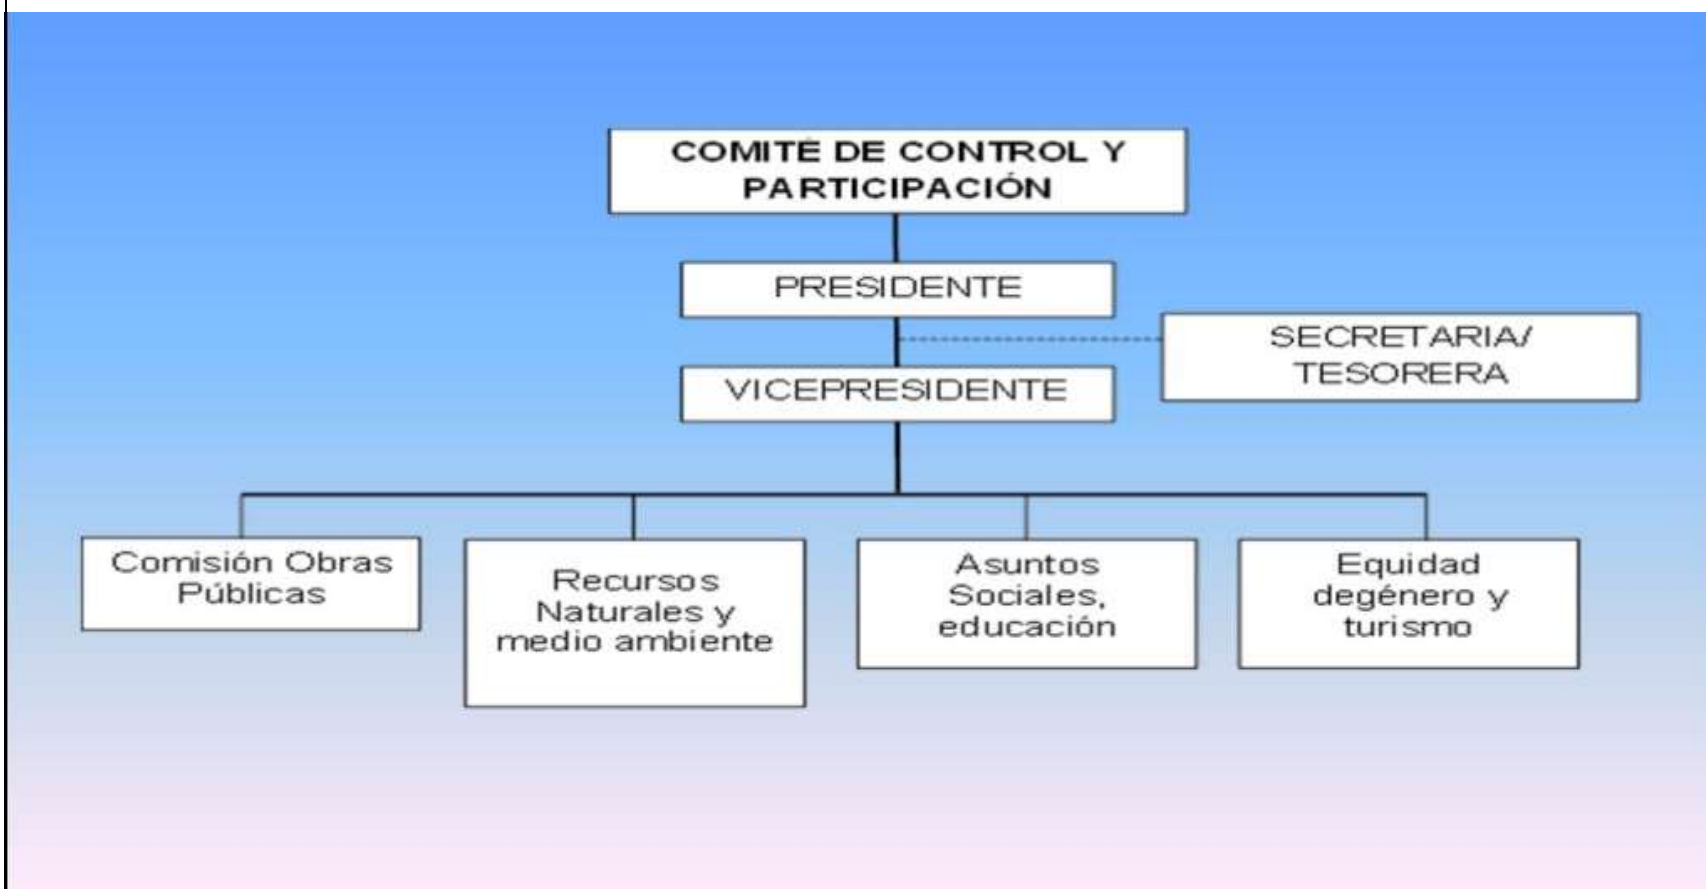 COMITÉ DE CONTROL Y
PARTICIPACIÓN
PRESIDENTE
SECRETARIA/
TESORERA
VICEPRESIDENTE
Comisión Obras
Públicas
Recursos
Naturales y
medio ambiente
Asuntos
Sociales,
educación
Equidad
degénero y
turismo